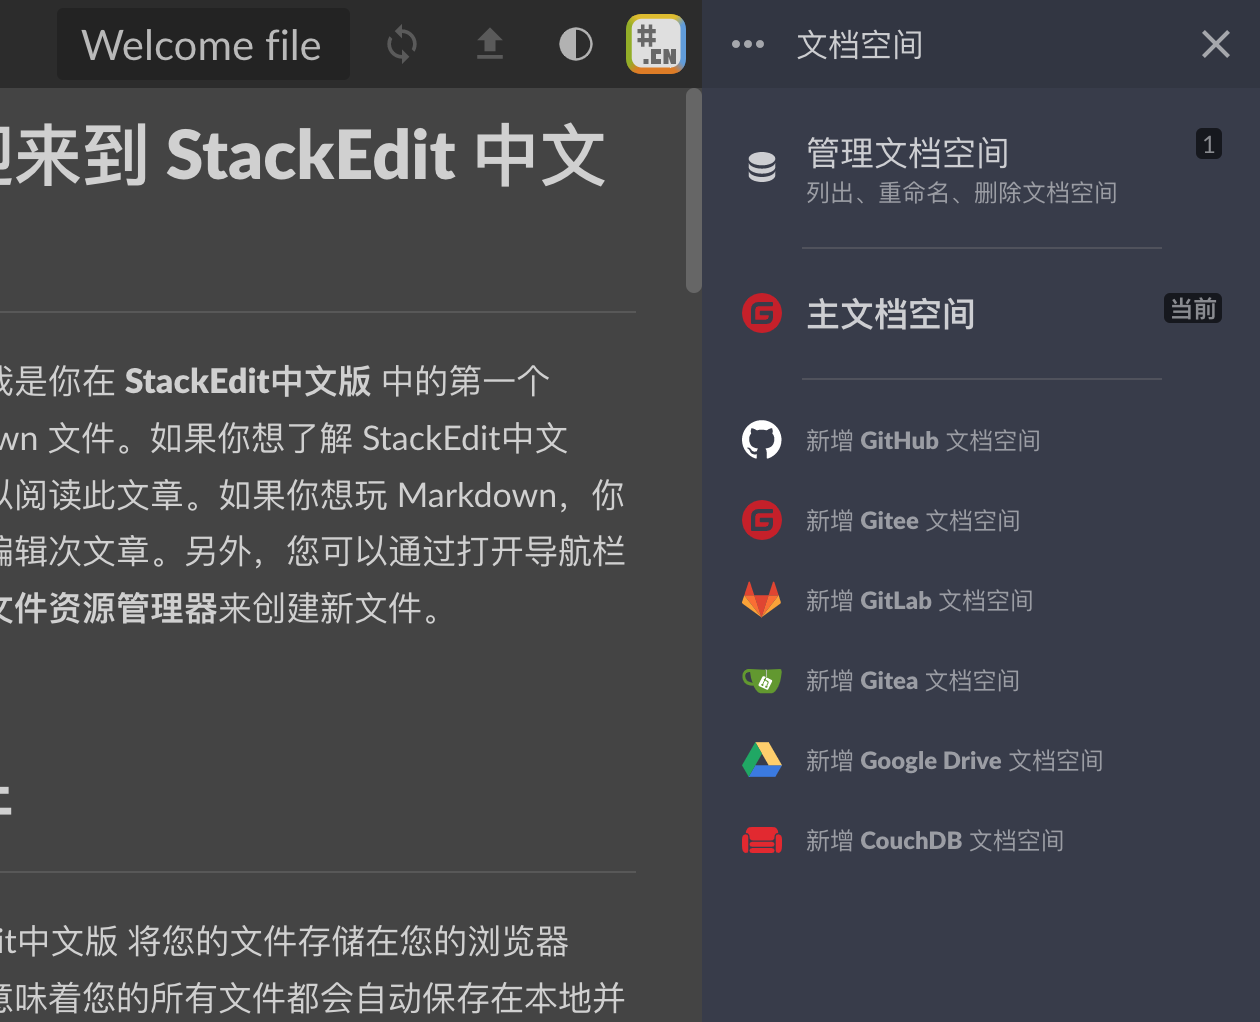 Welcome file
#
.CN
来到 StackEdit 中文
我是你在 StackEdit中文版 中的第一个
wn 文件。如果你想了解 StackEdit中文
以阅读此文章。如果你想玩 Markdown，你
编辑次文章。另外，您可以通过打开导航栏
文件资源管理器来创建新文件。
it中文版 将您的文件存储在您的浏览器
意味着您的所有文件都会自动保存在本地并
文档空间
管理文档空间
1
列出、重命名、删除文档空间
主文档空间
当前
新增 GitHub 文档空间
新增 Gitee 文档空间
新增 GitLab 文档空间
新增 Gitea 文档空间
新增 Google Drive 文档空间
新增 CouchDB 文档空间